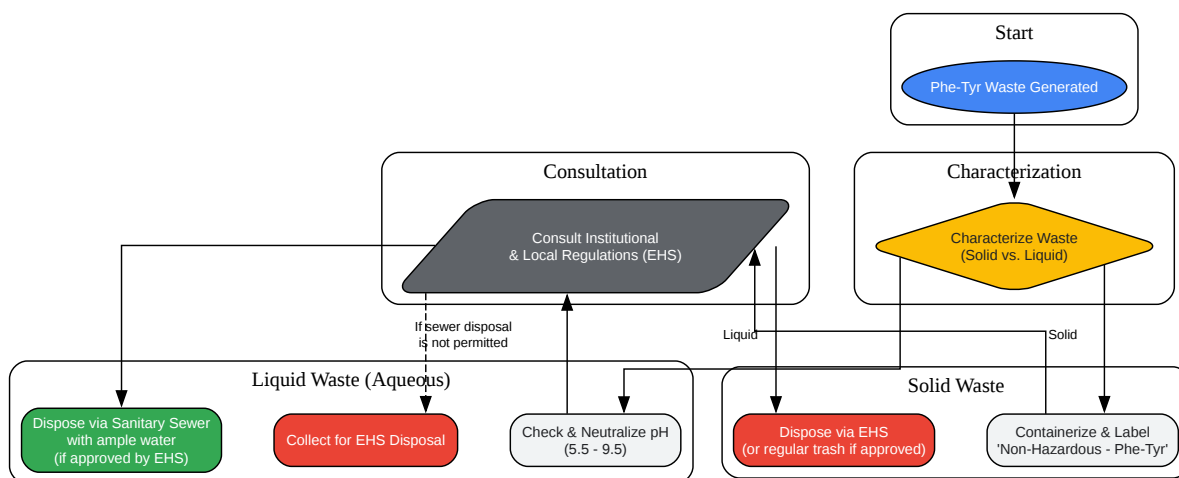 Start
Phe-Tyr Waste Generated
Consultation
Characterization
Consult Institutional
& Local Regulations (EHS)
Characterize Waste
(Solid vs. Liquid)
If sewer disposal
is not permitted
Liquid
Solid
Liquid Waste (Aqueous)
Solid Waste
Dispose via Sanitary Sewer
with ample water
(if approved by EHS)
Collect for EHS Disposal
Check & Neutralize pH
(5.5 - 9.5)
Dispose via EHS
(or regular trash if approved)
Containerize & Label
'Non-Hazardous - Phe-Tyr'